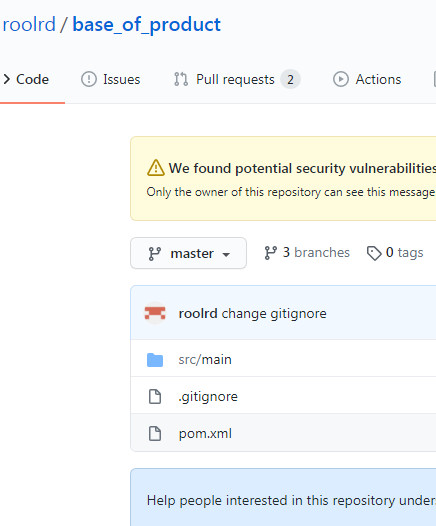 roolrd / base_of_product
Code Issues Pull requests 2 Actions
We found potential security vulnerabilities
Only the owner of this repository can see this message
master 3 branches 0 tags
roolrd change gitignore
src/main
.gitignore
pom.xml
Help people interested in this repository under